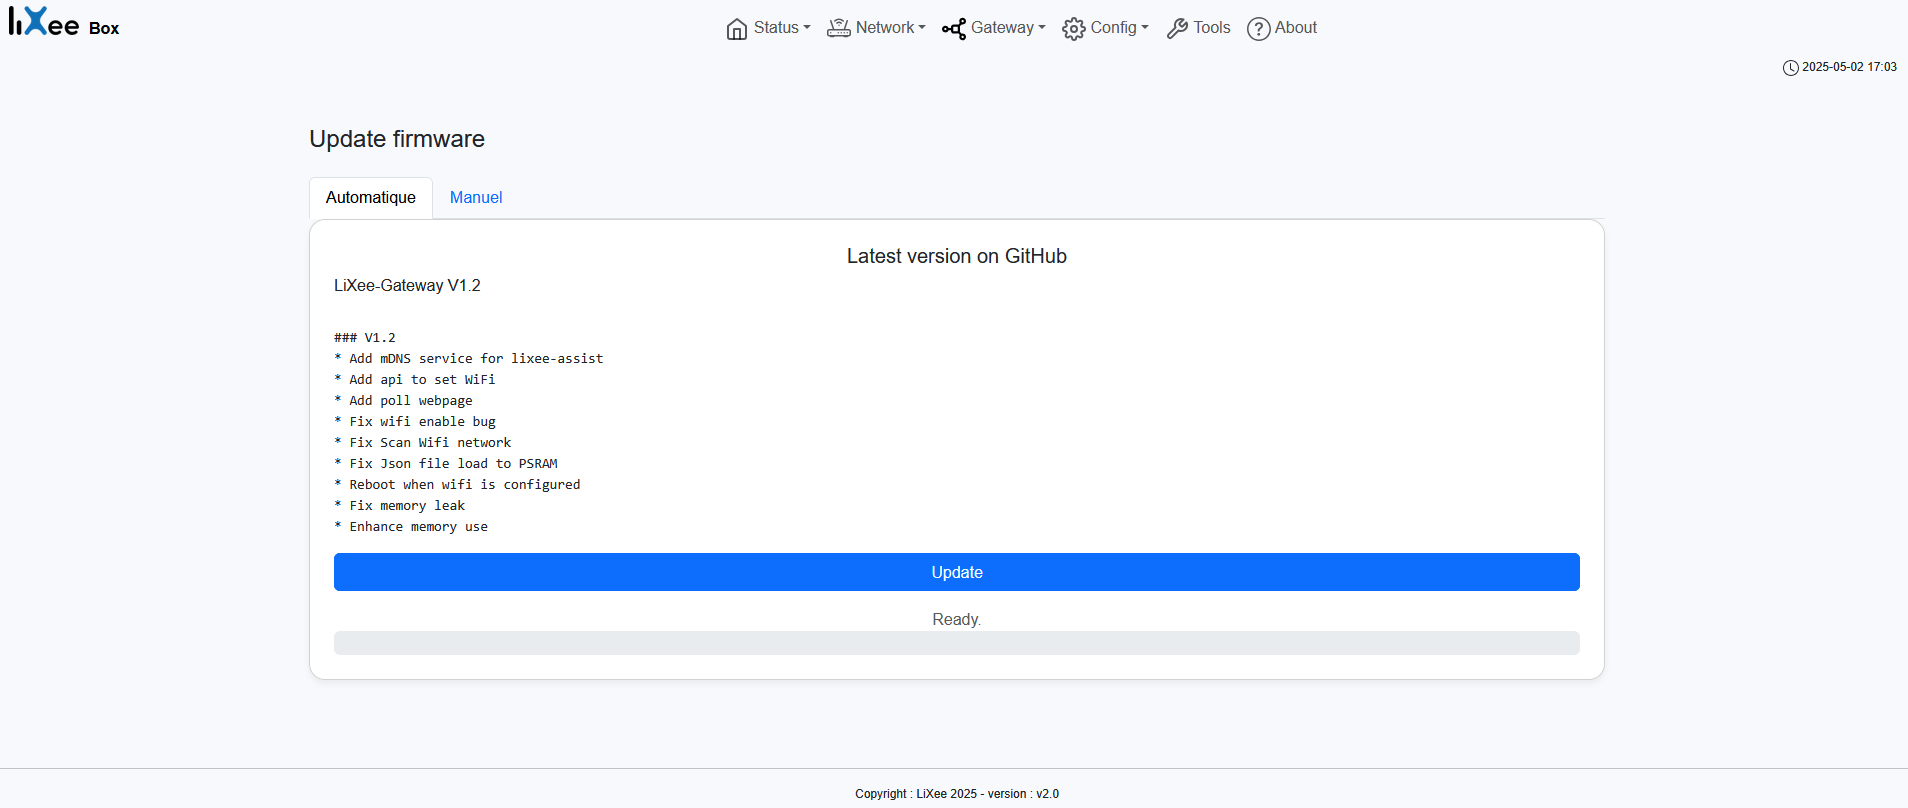 liXee Box
Status Network Gateway Config Tools About
2025-05-02 17:03
Update firmware
Automatique Manuel
Latest version on GitHub
LiXee-Gateway V1.2
### V1.2
* Add mDNS service for lixee-assist
* Add api to set WiFi
* Add poll webpage
* Fix wifi enable bug
* Fix Scan Wifi network
* Fix Json file load to PSRAM
* Reboot when wifi is configured
* Fix memory leak
* Enhance memory use
Update
Ready.
Copyright : LiXee 2025 - version : v2.0